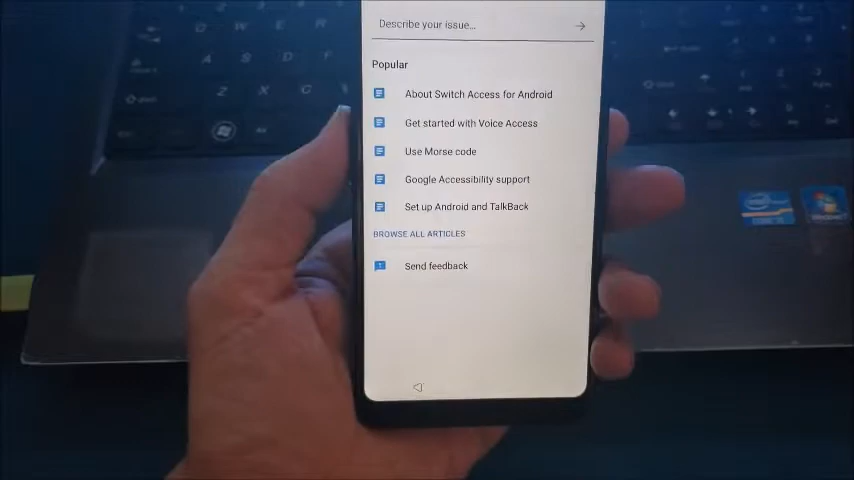 Describe your issue...
Popular
About Switch Access for Android
Get started with Voice Access
Use Morse code
Google Accessibility support
Set up Android and TalkBack
BROWSE ALL ARTICLES
Send feedback